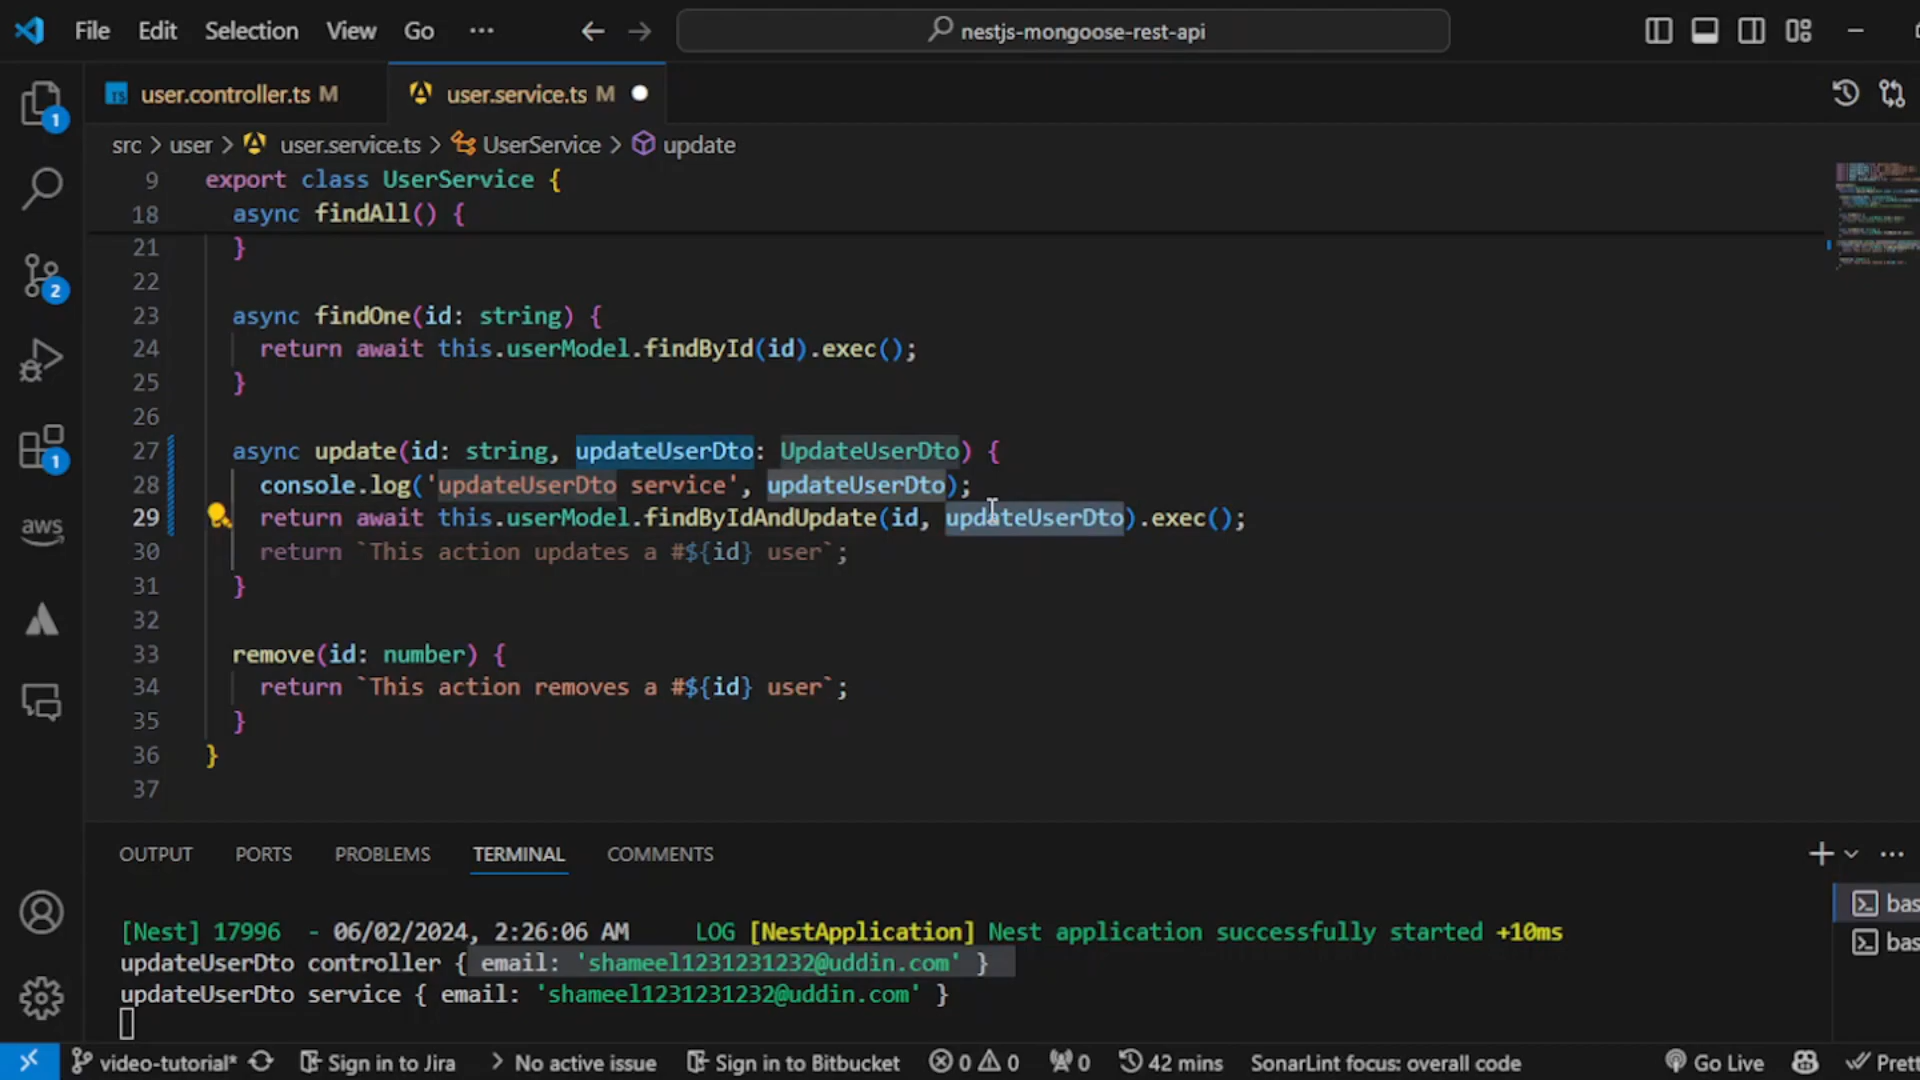 File Edit Selection View Go ··· nestjs-mongoose-rest-api
user.controller.ts M user.service.ts M
src > user > user.service.ts > UserService > update
9 export class UserService {
18 async findAll() {
21 }
22
23 async findOne(id: string) {
24 return await this.userModel.findById(id).exec();
25 }
26
27 async update(id: string, updateUserDto: UpdateUserDto) {
28 console.log('updateUserDto service', updateUserDto);
29 return await this.userModel.findByIdAndUpdate(id, updateUserDto).exec();
30 return `This action updates a #${id} user`;
31 }
32
33 remove(id: number) {
34 return `This action removes a #${id} user`;
35 }
36 }
37
OUTPUT PORTS PROBLEMS TERMINAL COMMENTS
[Nest] 17996 - 06/02/2024, 2:26:06 AM LOG [NestApplication] Nest application successfully started +10ms
updateUserDto controller { email: 'shameel1231231232@uddin.com' }
updateUserDto service { email: 'shameel1231231232@uddin.com' }
bas
bas
1
2
1
aws
TS
video-tutorial* Sign in to Jira > No active issue Sign in to Bitbucket 0 0 0 42 mins SonarLint focus: overall code Go Live Prett